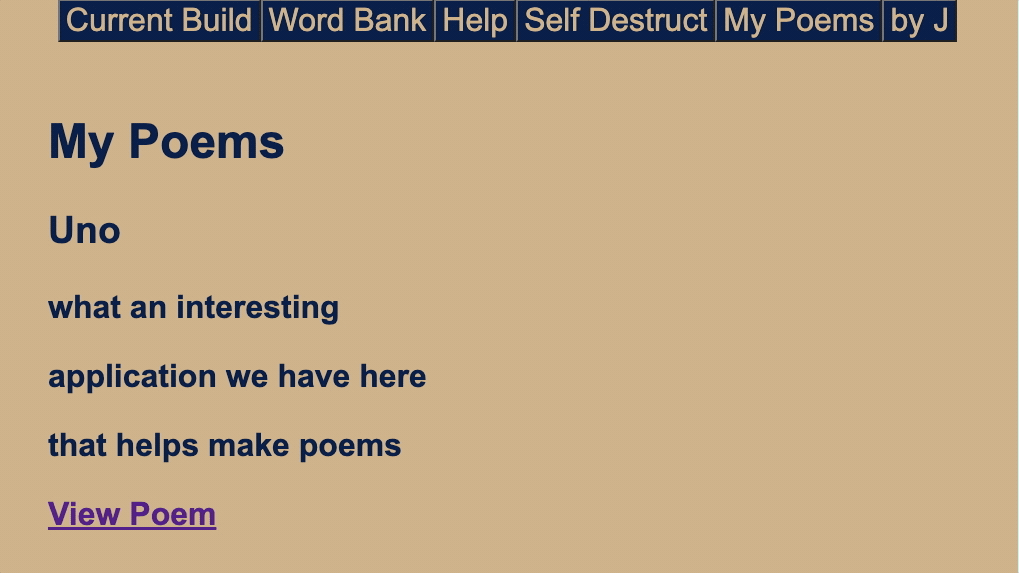 Current Build Word Bank Help Self Destruct My Poems by J
My Poems
Uno
what an interesting
application we have here
that helps make poems
View Poem